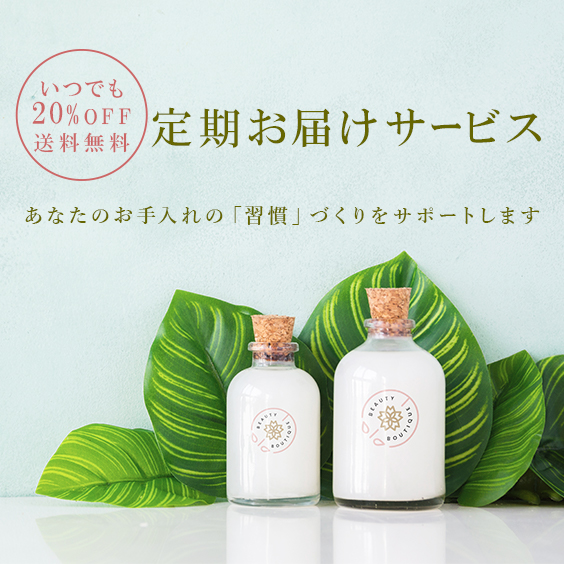 いつでも
20%OFF
送料無料
定期お届けサービス
あなたのお手入れの「習慣」づくりをサポートします
BEAUTY
BOUTIQUE
BEAUTY
BOUTIQUE